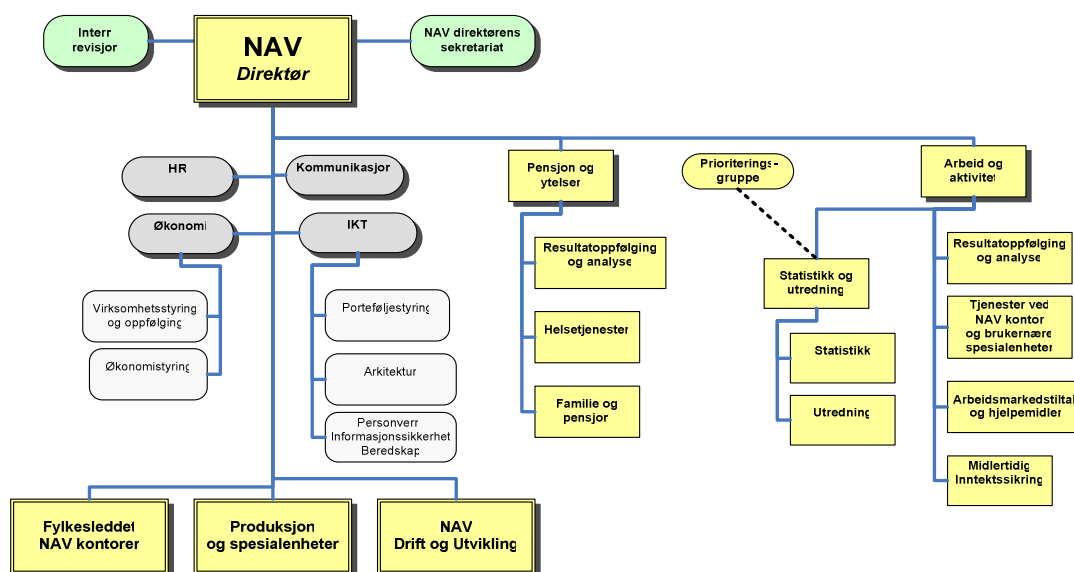 Interr
revisjor
NAV
Direktør
NAV direktørens
sekretariat
HR
Kommunikasjor
Økonomi
IKT
Virksomhetsstyring
og oppfølging
Økonomistyring
Porteføljestyring
Arkitektur
Personverr
Informasjonssikkerhet
Beredskap
Pensjon og
ytelser
Resultatoppfølging
og analyse
Helsetjenester
Familie og
pensjor
Prioriterings-
gruppe
Statistikk og
utredning
Statistikk
Utredning
Arbeid og
aktivitet
Resultatoppfølging
og analyse
Tjenester ved
NAV kontor
og brukernære
spesialenheter
Arbeidsmarkedstiltal
og hjelpemidler
Midlertidig
Inntektssikring
Fylkesleddet
NAV kontorer
Produksjon
og spesialenheter
NAV
Drift og Utvikling